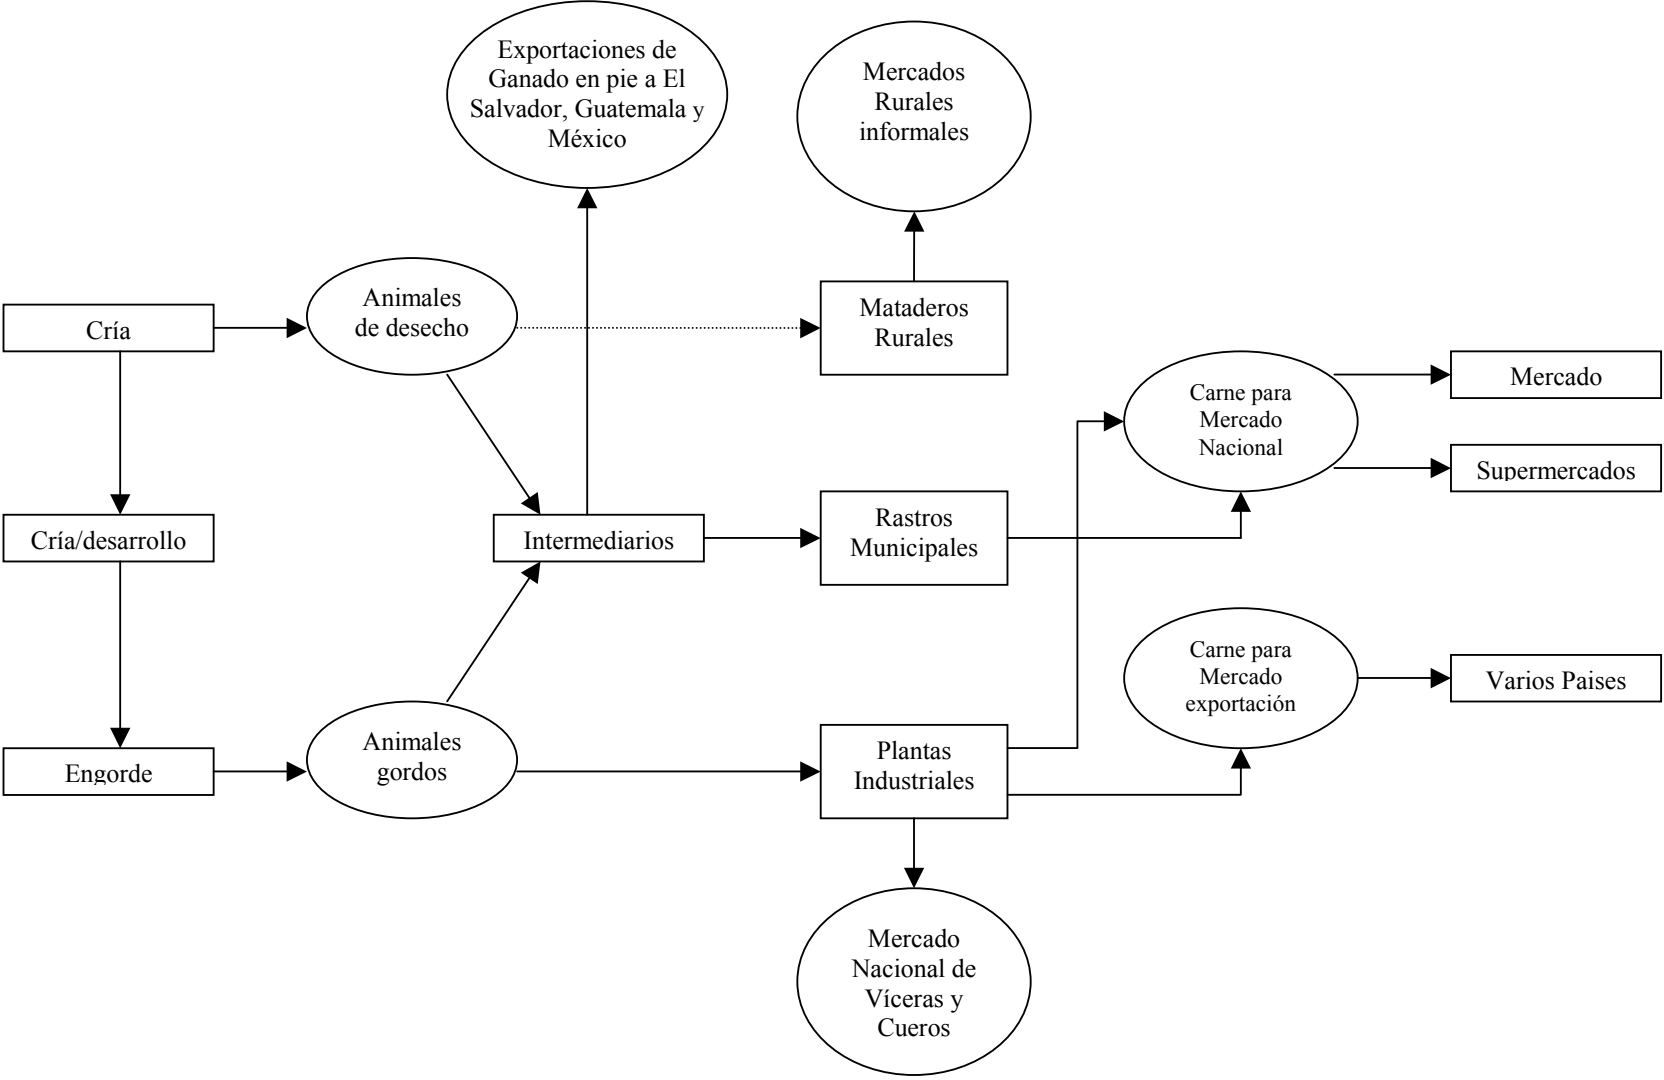 Exportaciones de
Ganado en pie a El
Salvador, Guatemala y
México
Mercados
Rurales
informales
Cría
Animales
de desecho
Mataderos
Rurales
Carne para
Mercado
Nacional
Mercado
Supermercados
Cría/desarrollo
Intermediarios
Rastros
Municipales
Carne para
Mercado
exportación
Varios Paises
Engorde
Animales
gordos
Plantas
Industriales
Mercado
Nacional de
Víceras y
Cueros